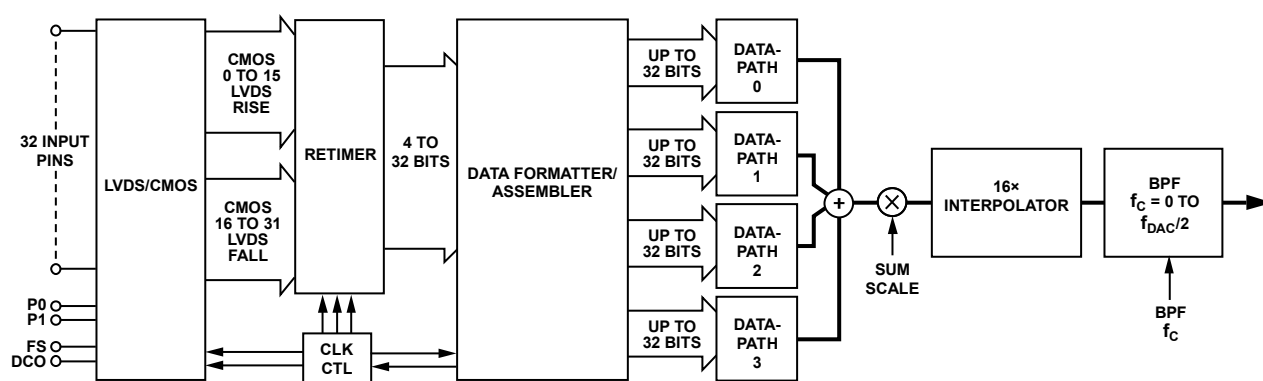 32 INPUT
PINS
P0
P1
FS
DCO
LVDS/CMOS
CMOS
0 TO 15
LVDS
RISE
CMOS
16 TO 31
LVDS
FALL
RETIMER
CLK
CTL
4 TO
32 BITS
DATA FORMATTER/
ASSEMBLER
UP TO
32 BITS
UP TO
32 BITS
UP TO
32 BITS
UP TO
32 BITS
DATA-
PATH
0
DATA-
PATH
1
DATA-
PATH
2
DATA-
PATH
3
+
×
SUM
SCALE
16×
INTERPOLATOR
BPF
fC = 0 TO
fDAC/2
BPF
fC